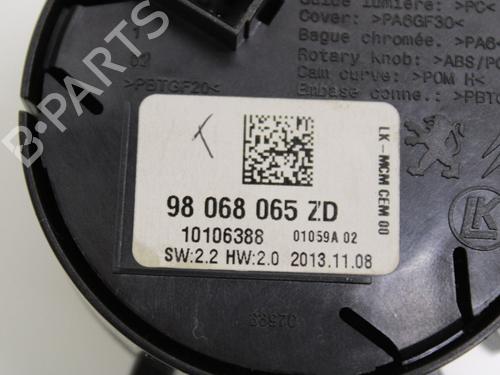 Guide lumière: >PC<
Cover: >PA6GF30<
Bague chromée. >PA6
Rotary knob: >ABS/PC
Cam curve: >POM H<
Embase conne.: >PBT
1
02
>PBTGF20<
LK-MCM CEM 00
98 068 065 ZD
10106388 01059A 02
SW:2.2 HW:2.0 2013.11.08
LK
B-PARTS